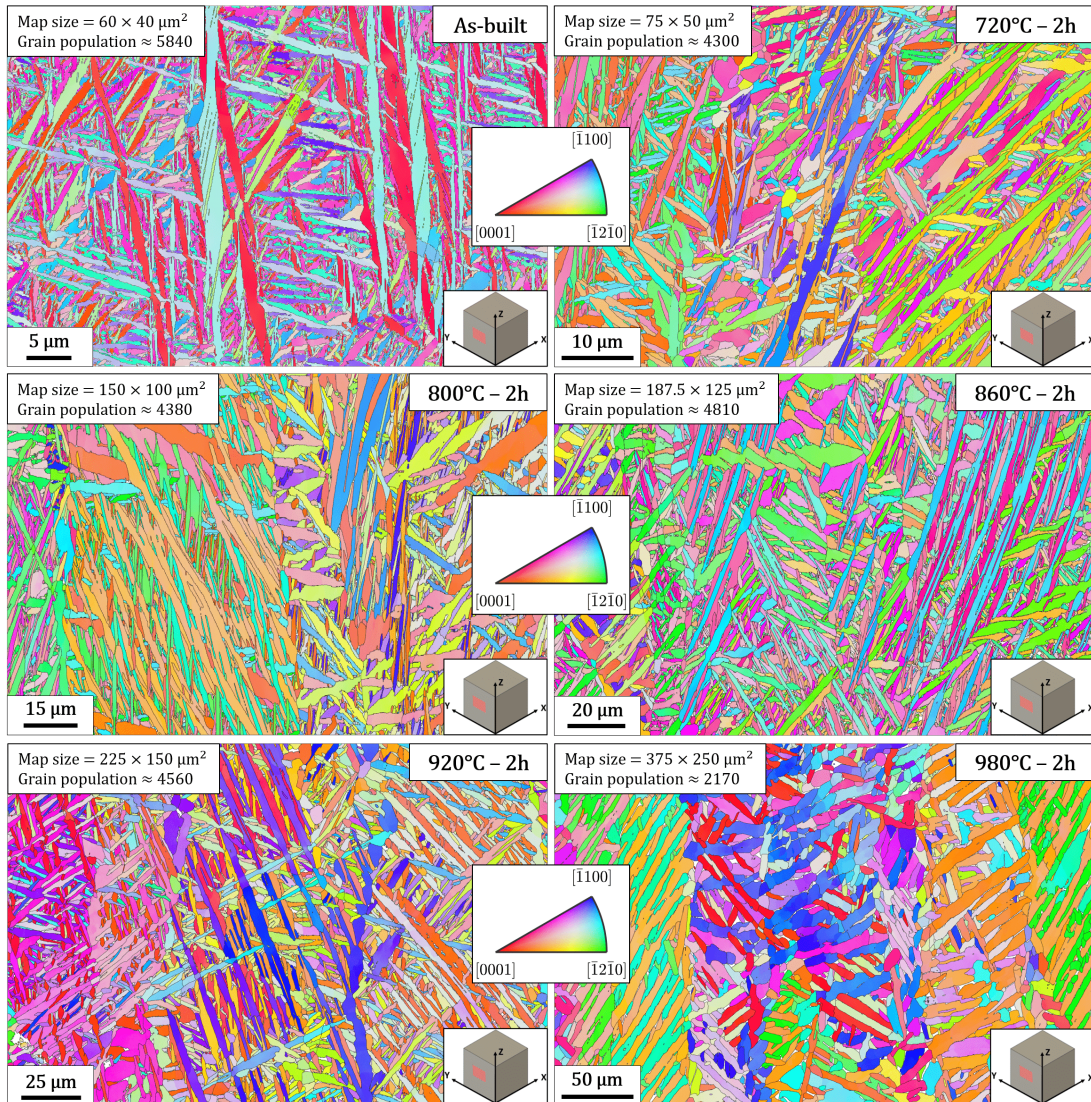 Map size = 60 × 40 μm²
Grain population ≈ 5840
As-built
5 μm
Z
Y
X
Map size = 75 × 50 μm²
Grain population ≈ 4300
720°C – 2h
10 μm
Z
Y
X
[1̅100]
[0001]
[1̅21̅0]
Map size = 150 × 100 μm²
Grain population ≈ 4380
800°C – 2h
15 μm
Z
Y
X
Map size = 187.5 × 125 μm²
Grain population ≈ 4810
860°C – 2h
20 μm
Z
Y
X
[1̅100]
[0001]
[1̅21̅0]
Map size = 225 × 150 μm²
Grain population ≈ 4560
920°C – 2h
25 μm
Z
Y
X
Map size = 375 × 250 μm²
Grain population ≈ 2170
980°C – 2h
50 μm
Z
Y
X
[1̅100]
[0001]
[1̅21̅0]